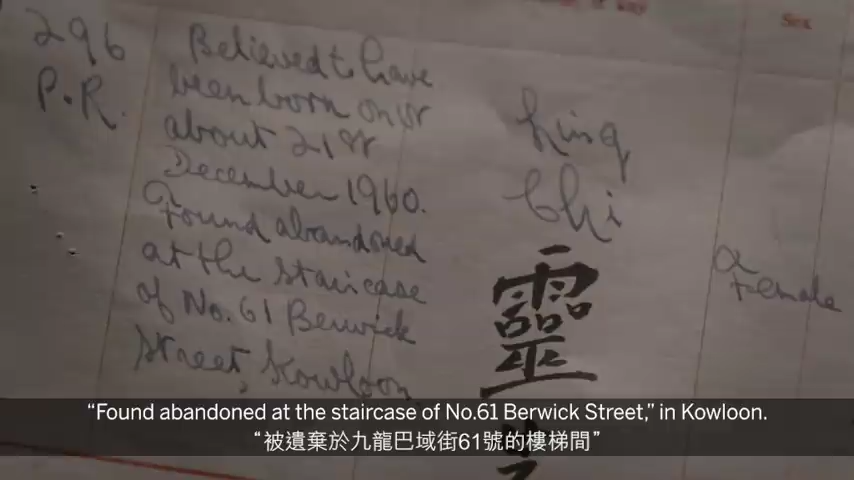 Sex
296
P.R.
Believed to have
been born on or
about 21st
December 1960.
Found abandoned
at the staircase
of No. 61 Berwick
Street, Kowloon.
Ling
Chi
靈
Female
“Found abandoned at the staircase of No.61 Berwick Street,” in Kowloon.
“被遺棄於九龍巴域街61號的樓梯間”